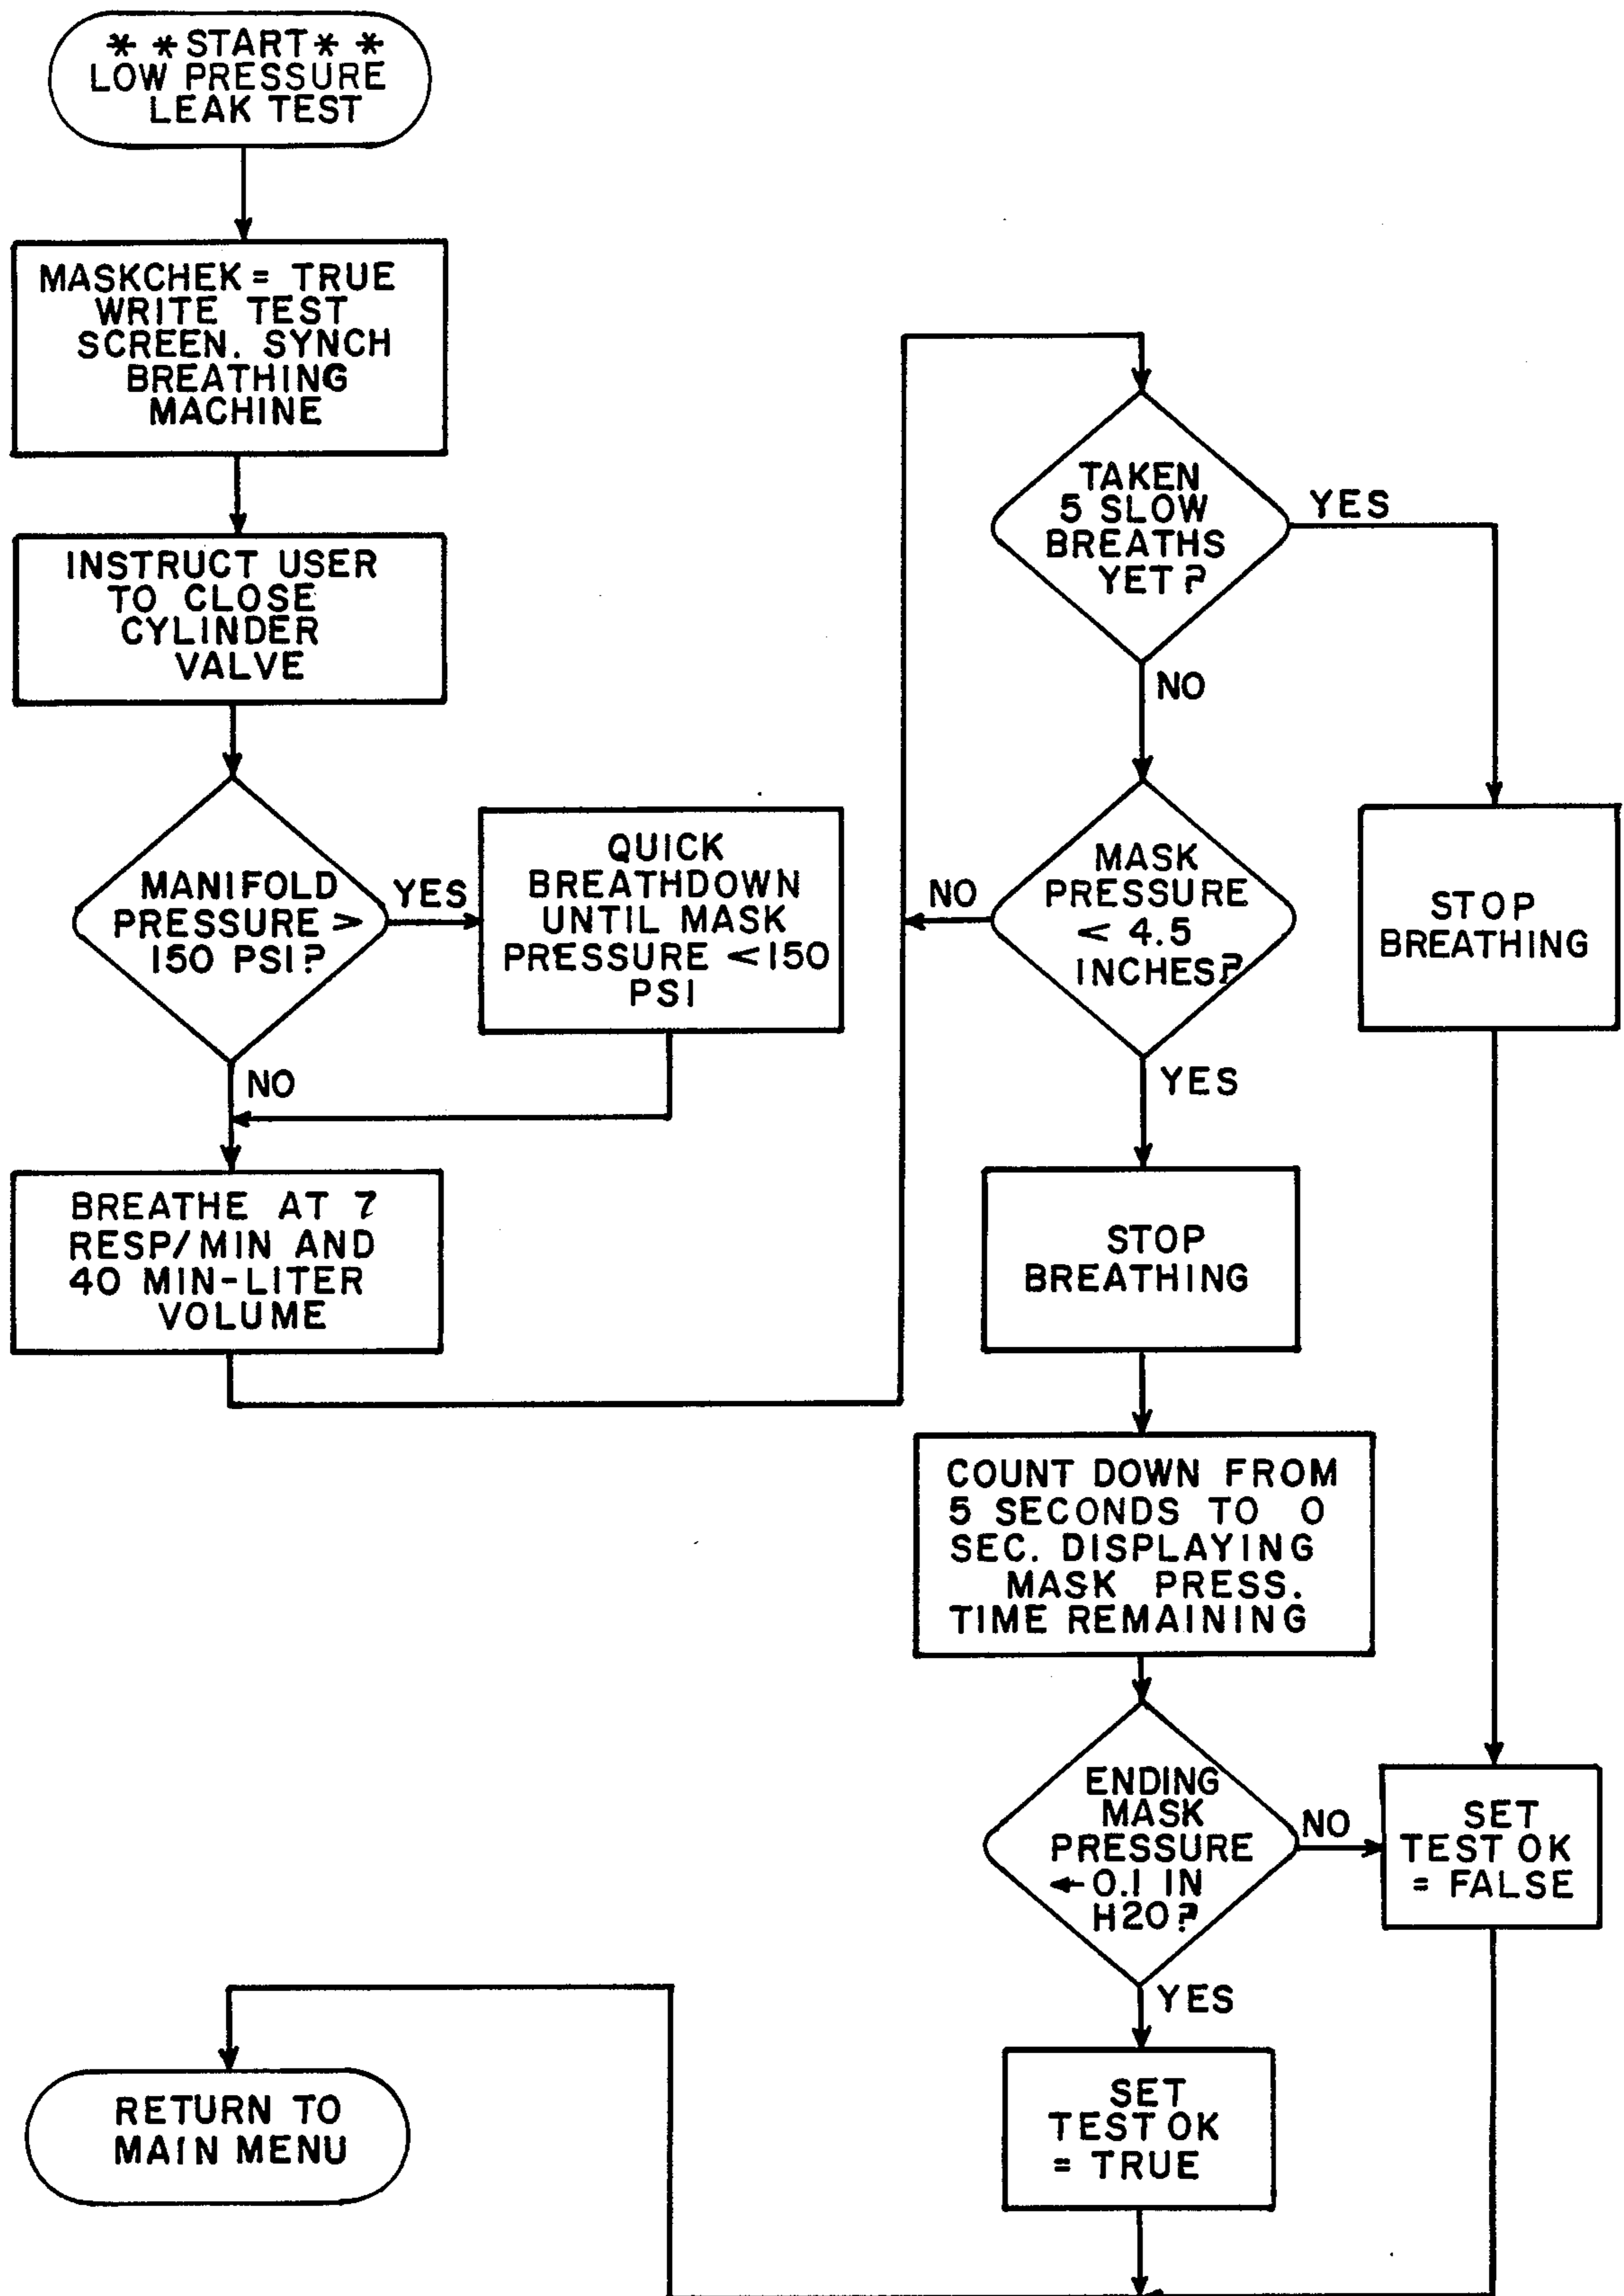 * * START * *
LOW PRESSURE
LEAK TEST
MASKCHEK = TRUE
WRITE TEST
SCREEN. SYNCH
BREATHING
MACHINE
INSTRUCT USER
TO CLOSE
CYLINDER
VALVE
MANIFOLD
PRESSURE >
150 PSI?
YES
QUICK
BREATHDOWN
UNTIL MASK
PRESSURE <150
PSI
NO
BREATHE AT 7
RESP/MIN AND
40 MIN-LITER
VOLUME
TAKEN
5 SLOW
BREATHS
YET?
YES
NO
MASK
PRESSURE
< 4.5
INCHES?
NO
YES
STOP
BREATHING
STOP
BREATHING
COUNT DOWN FROM
5 SECONDS TO 0
SEC. DISPLAYING
MASK PRESS.
TIME REMAINING
ENDING
MASK
PRESSURE
← 0.1 IN
H2O?
NO
SET
TEST OK
= FALSE
YES
SET
TEST OK
= TRUE
RETURN TO
MAIN MENU